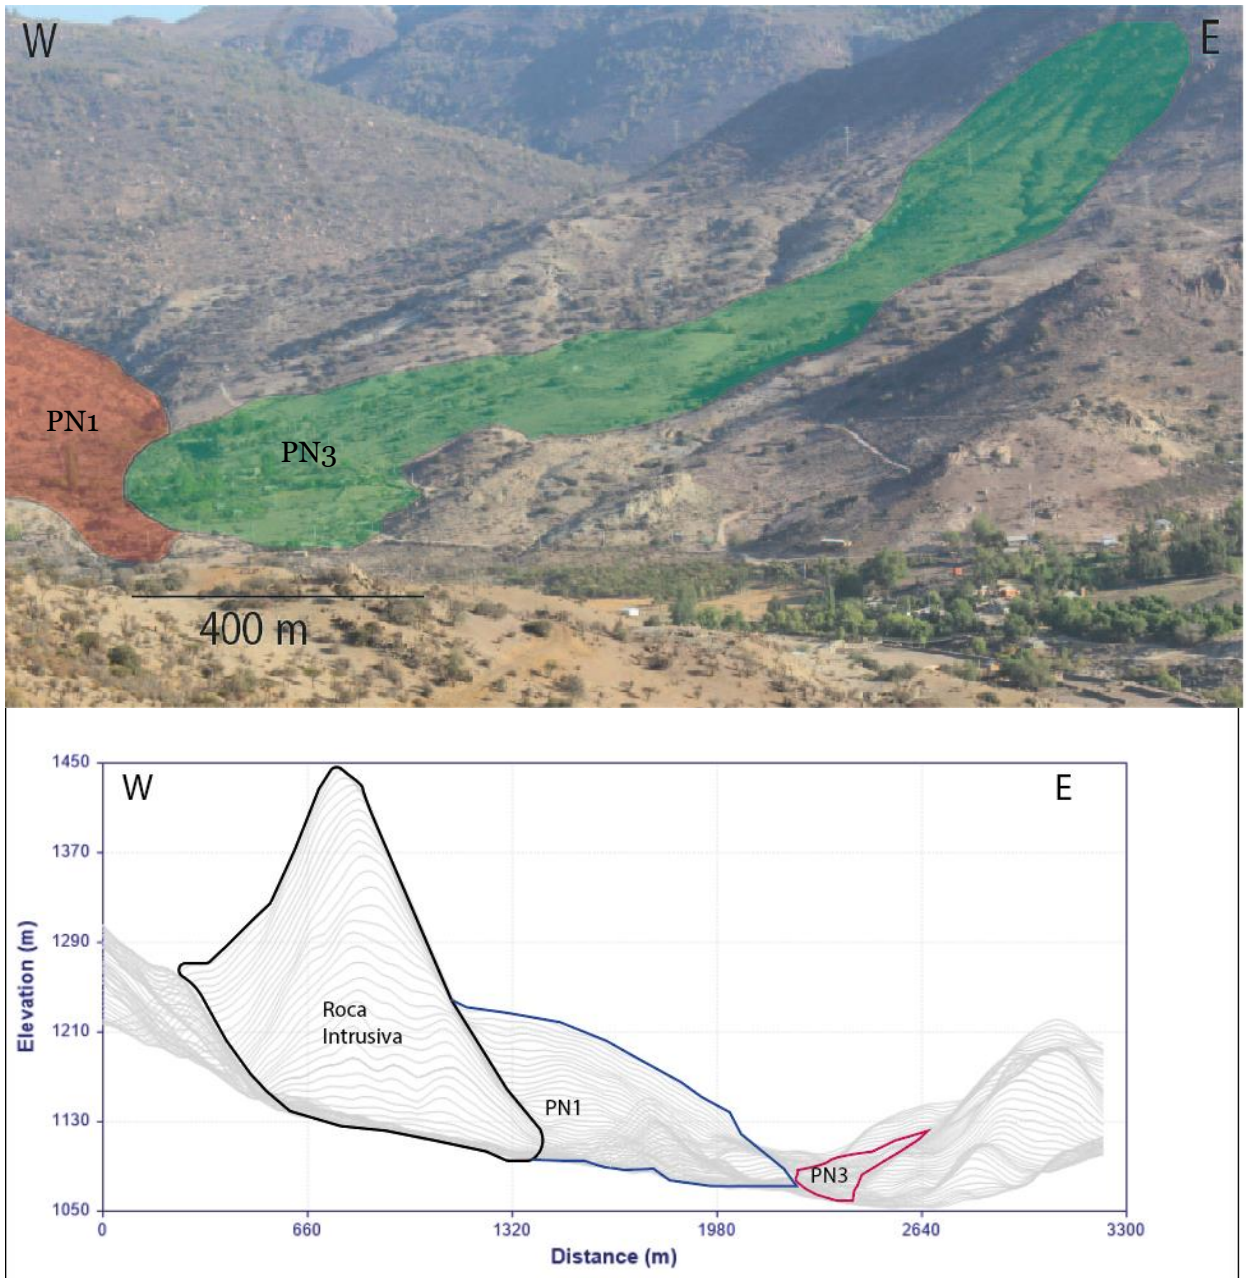 W
E
PN1
PN3
400 m
W
E
1450
1370
1290
1210
1130
1050
Elevation (m)
Roca
Intrusiva
PN1
PN3
0
660
1320
1980
2640
3300
Distance (m)